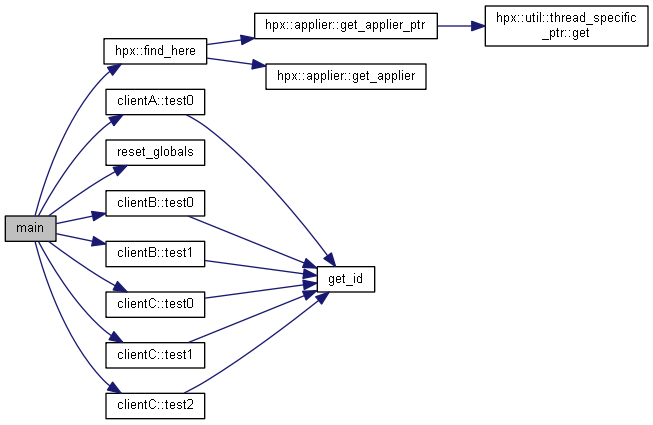 main
hpx::find_here
clientA::test0
reset_globals
clientB::test0
clientB::test1
clientC::test0
clientC::test1
clientC::test2
hpx::applier::get_applier_ptr
hpx::applier::get_applier
get_id
hpx::util::thread_specific
_ptr::get